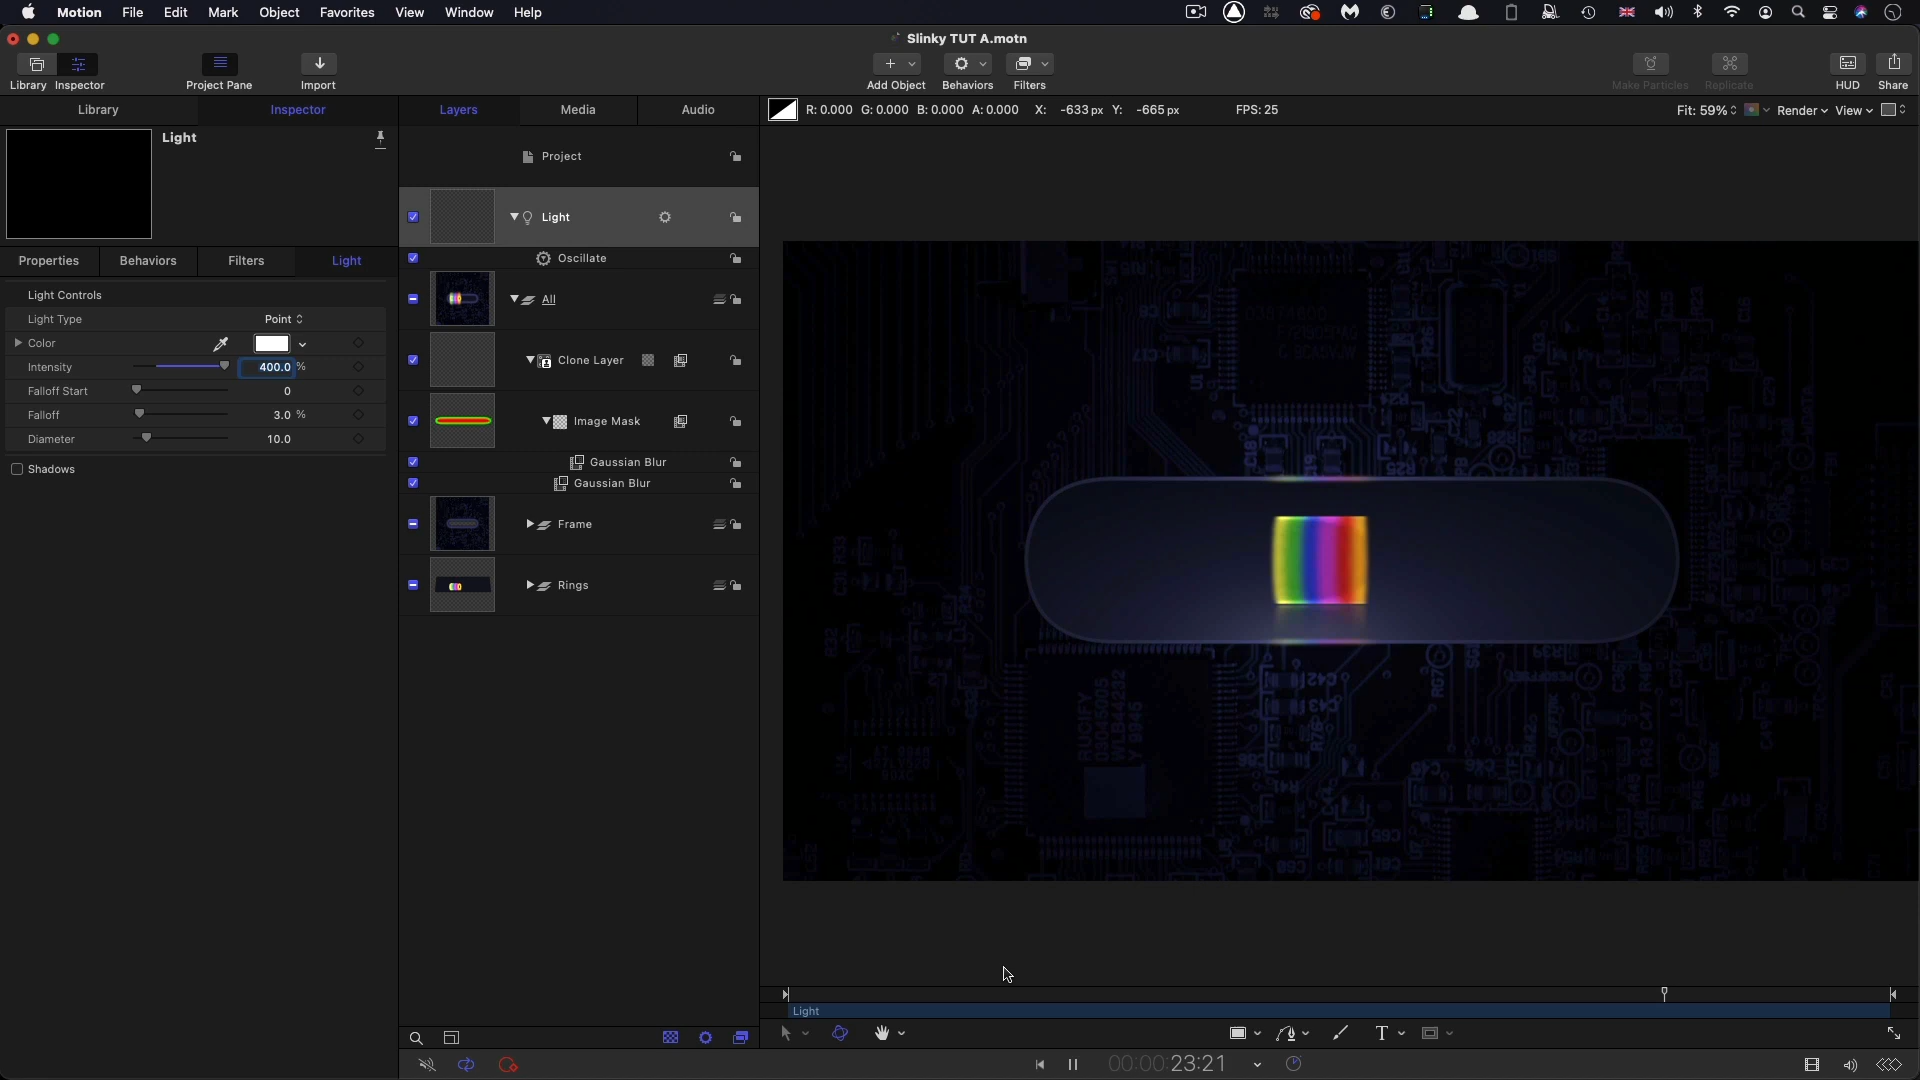 Motion File Edit Mark Object Favorites View Window Help
Slinky TUT A.motn
Library Inspector Project Pane Import Add Object Behaviors Filters Make Particles Replicate HUD Share
Library Inspector Layers Media Audio R: 0.000 G: 0.000 B: 0.000 A: 0.000 X: -633 px Y: -665 px FPS: 25 Fit: 59% Render View
Light
Project
Light
Properties Behaviors Filters Light
Oscillate
Light Controls
All
Light Type Point
Color
Intensity 400.0 %
Clone Layer
Falloff Start 0
Falloff 3.0 %
Image Mask
Diameter 10.0
Gaussian Blur
Shadows
Gaussian Blur
Frame
Rings
RUCIFY
Light
T
00:00:23:21